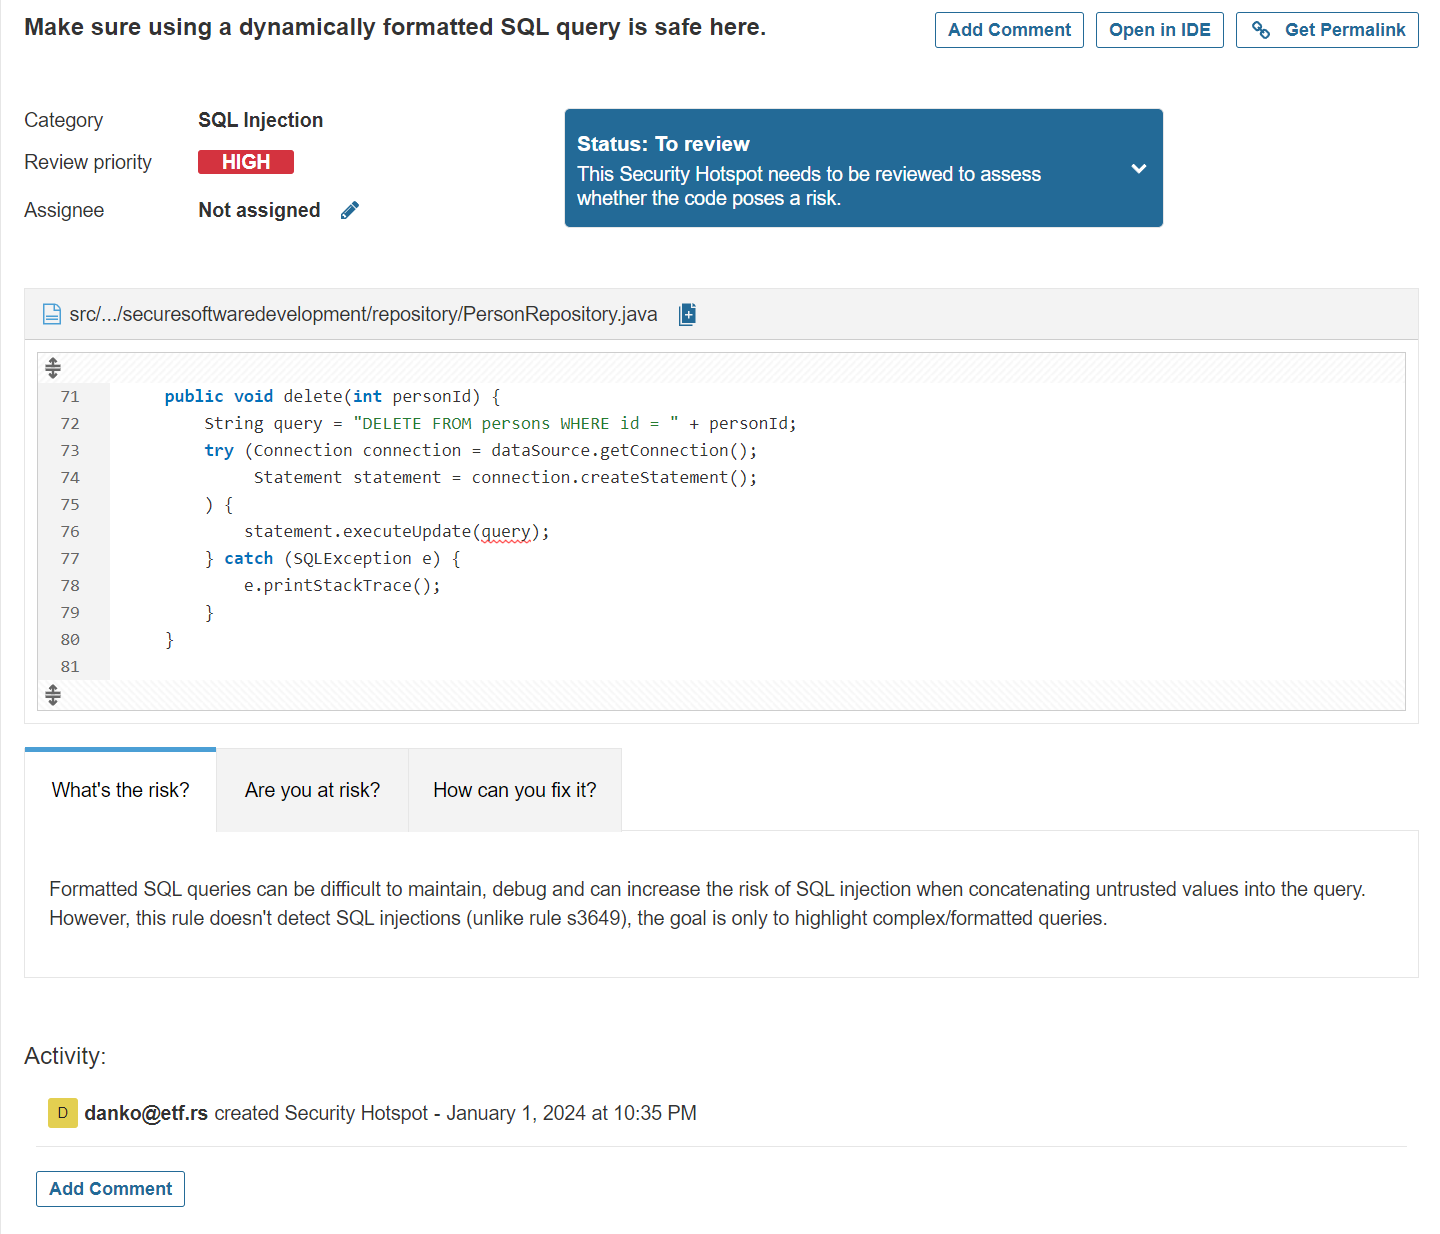 Make sure using a dynamically formatted SQL query is safe here.
Add Comment
Open in IDE
Get Permalink
Category
SQL Injection
Review priority
HIGH
Assignee
Not assigned
Status: To review
This Security Hotspot needs to be reviewed to assess
whether the code poses a risk.
src/.../securesoftwaredevelopment/repository/PersonRepository.java
71 public void delete(int personId) {
72 String query = "DELETE FROM persons WHERE id = " + personId;
73 try (Connection connection = dataSource.getConnection();
74 Statement statement = connection.createStatement();
75 ) {
76 statement.executeUpdate(query);
77 } catch (SQLException e) {
78 e.printStackTrace();
79 }
80 }
81
What's the risk?
Are you at risk?
How can you fix it?
Formatted SQL queries can be difficult to maintain, debug and can increase the risk of SQL injection when concatenating untrusted values into the query.
However, this rule doesn't detect SQL injections (unlike rule s3649), the goal is only to highlight complex/formatted queries.
Activity:
D danko@etf.rs created Security Hotspot - January 1, 2024 at 10:35 PM
Add Comment